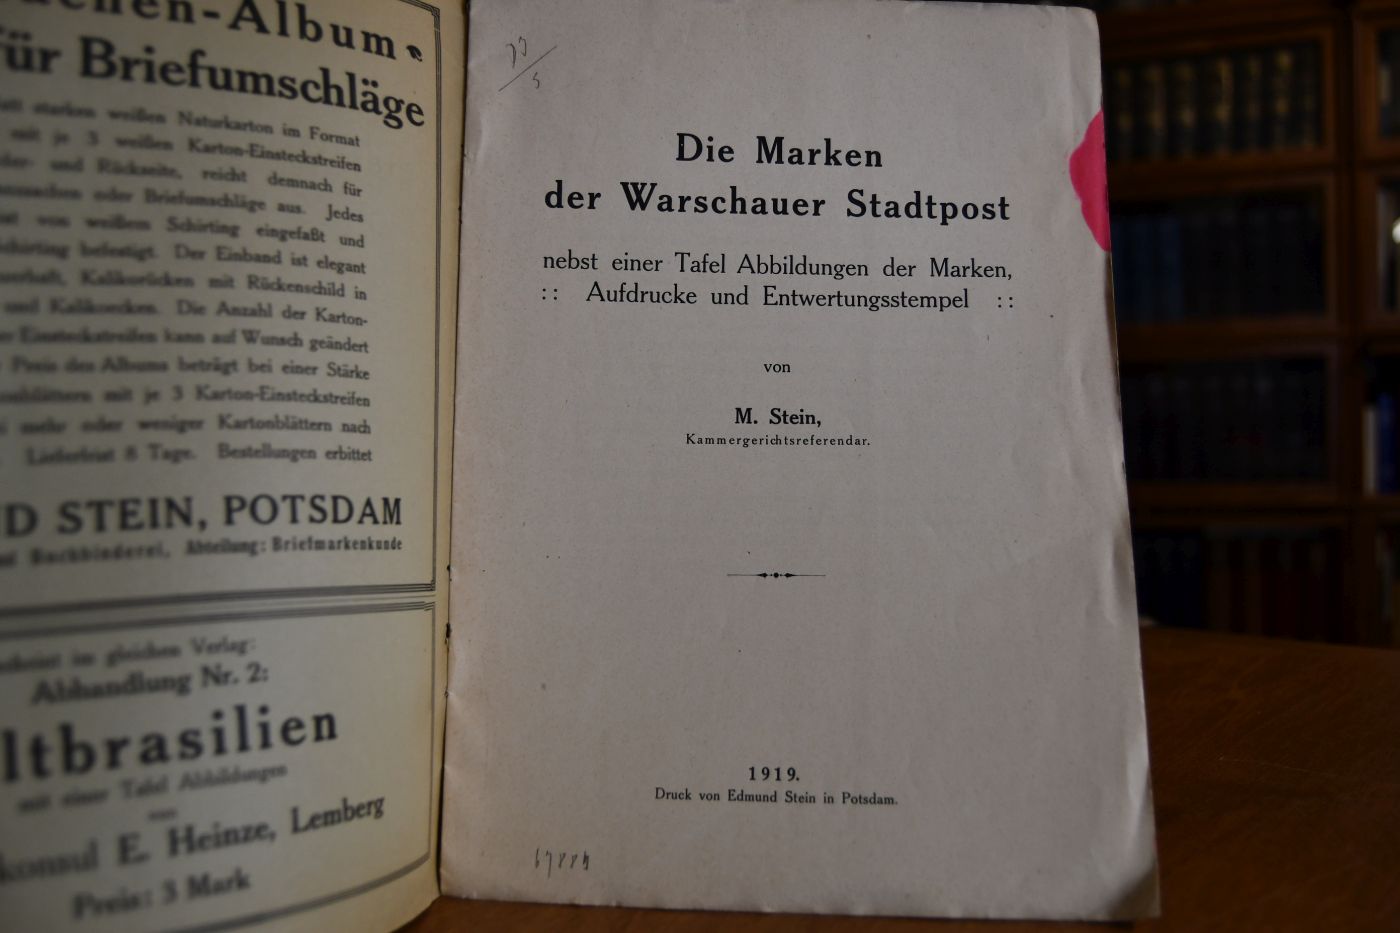 chen-Album
für Briefumschläge
starken weißen Naturkarton im Format
mit je 3 weißen Karton-Einsteckstreifen
und Rückseite, reicht demnach für
oder Briefumschläge aus. Jedes
von weißem Schirting eingefaßt und
Schirting befestigt. Der Einband ist elegant
Kalikorücken mit Rückenschild in
und Kalikoecken. Die Anzahl der Karton-
Einsteckstreifen kann auf Wunsch geändert
Preis des Albums beträgt bei einer Stärke
mit je 3 Karton-Einsteckstreifen
mehr oder weniger Kartonblättern nach
Lieferfrist 8 Tage. Bestellungen erbittet
D STEIN, POTSDAM
Buchbinderei, Abteilung: Briefmarkenkunde
im gleichen Verlag:
Abhandlung Nr. 2:
ltbrasilien
mit einer Tafel Abbildungen
von
konsul E. Heinze, Lemberg
Preis: 3 Mark
Die Marken
der Warschauer Stadtpost
nebst einer Tafel Abbildungen der Marken,
:: Aufdrucke und Entwertungsstempel ::
von
M. Stein,
Kammergerichtsreferendar.
1919.
Druck von Edmund Stein in Potsdam.